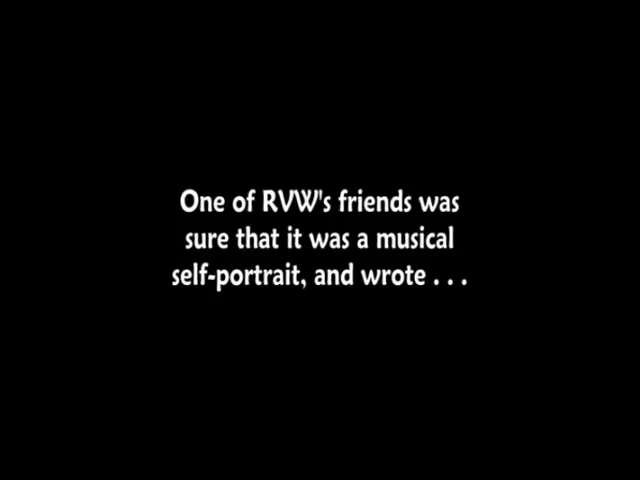 One of RVW's friends was
sure that it was a musical
self-portrait, and wrote . . .